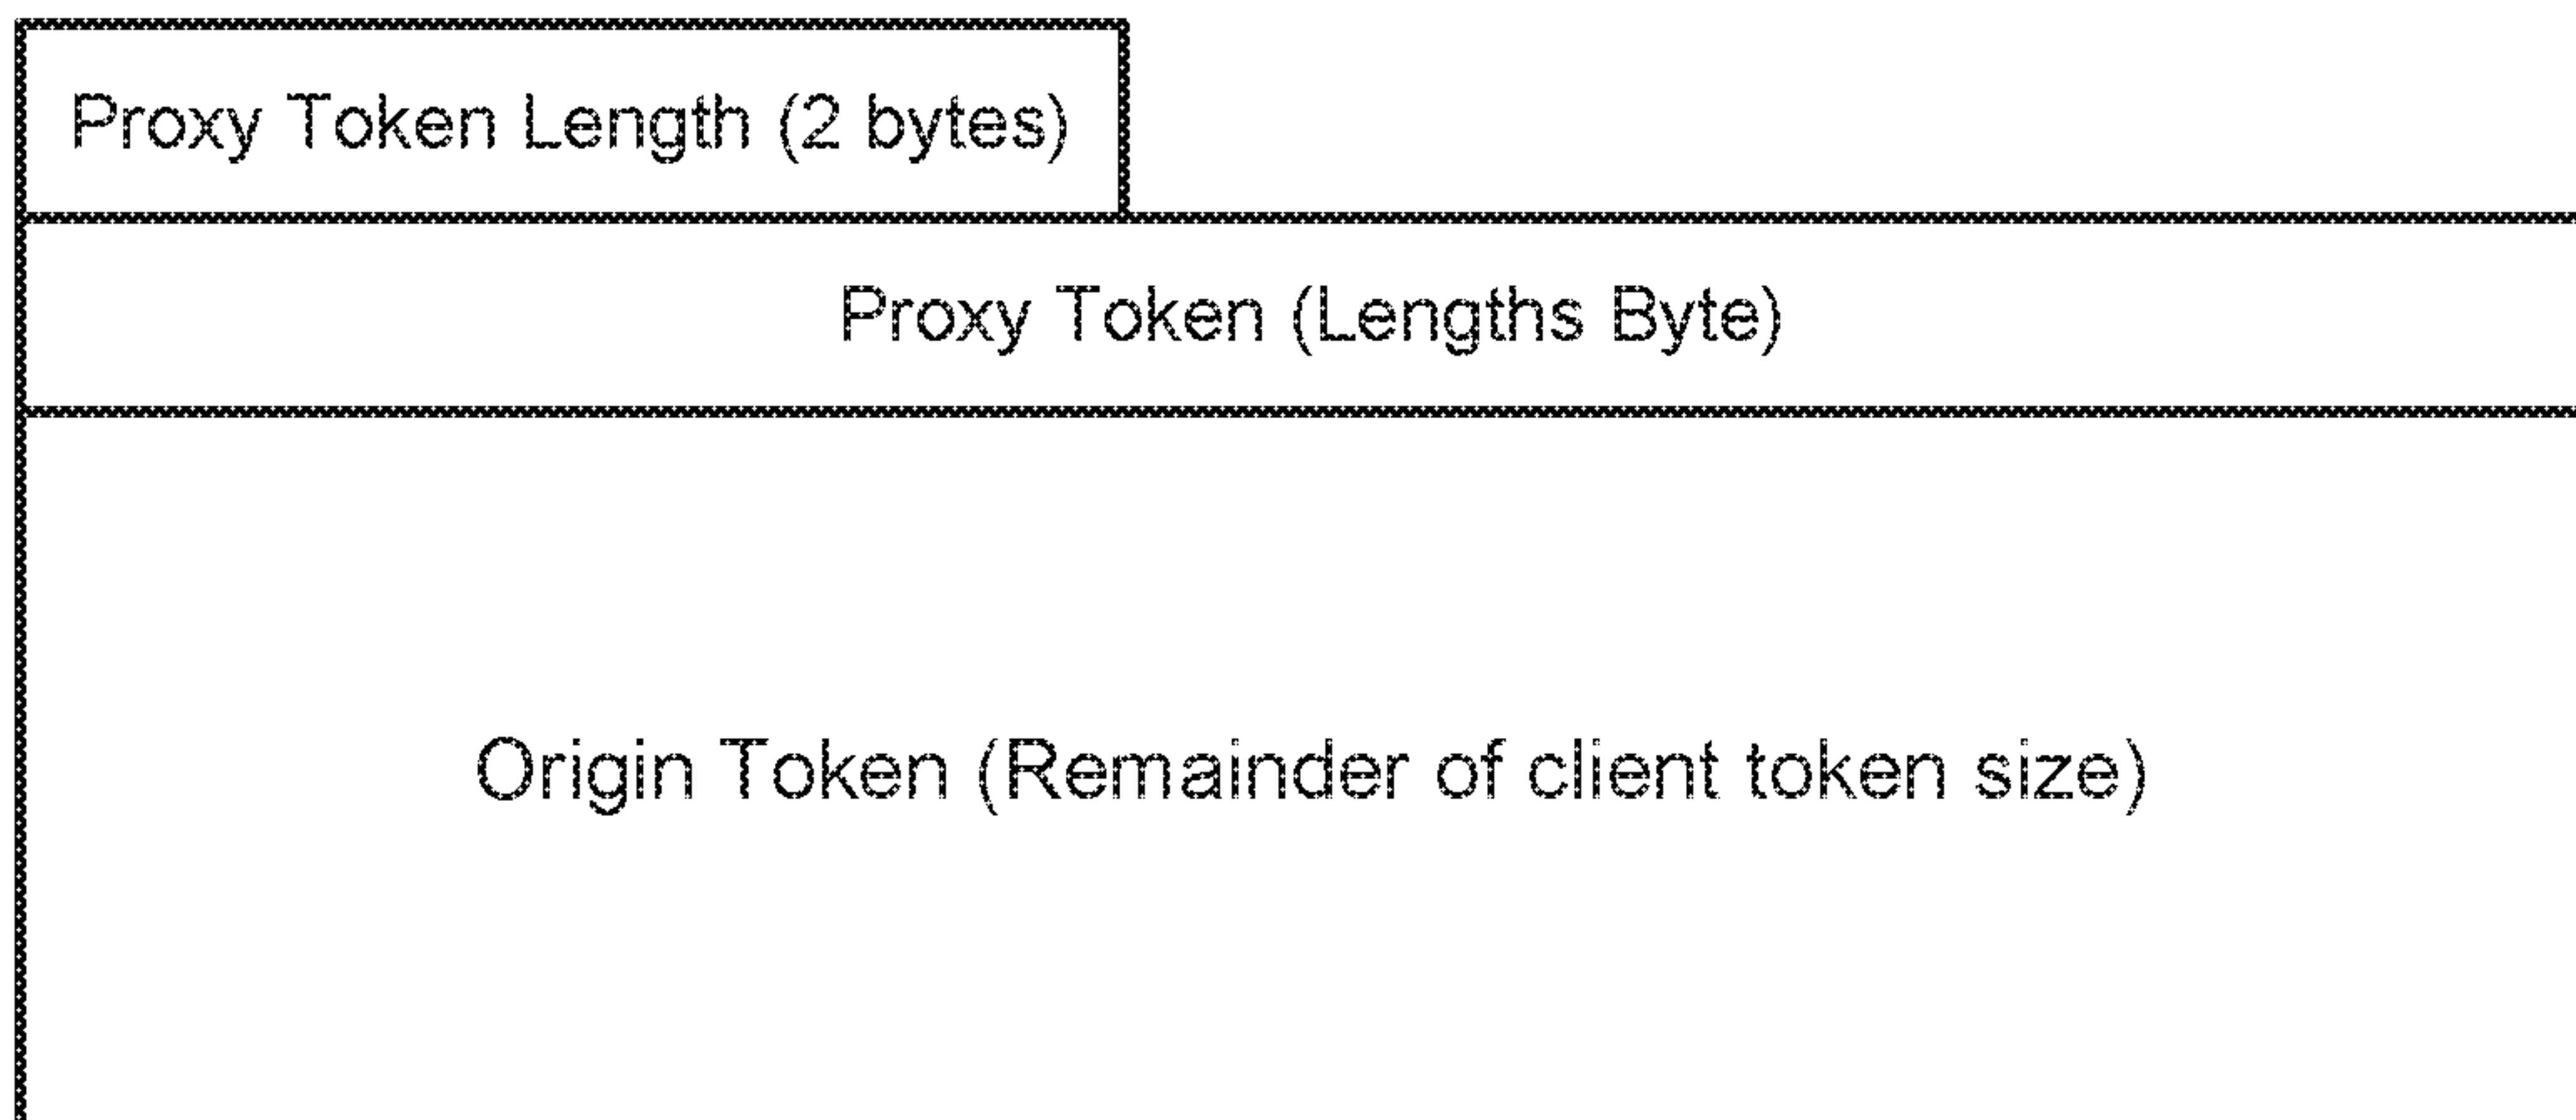 Proxy Token Length (2 bytes)
Proxy Token (Lengths Byte)
Origin Token (Remainder of client token size)